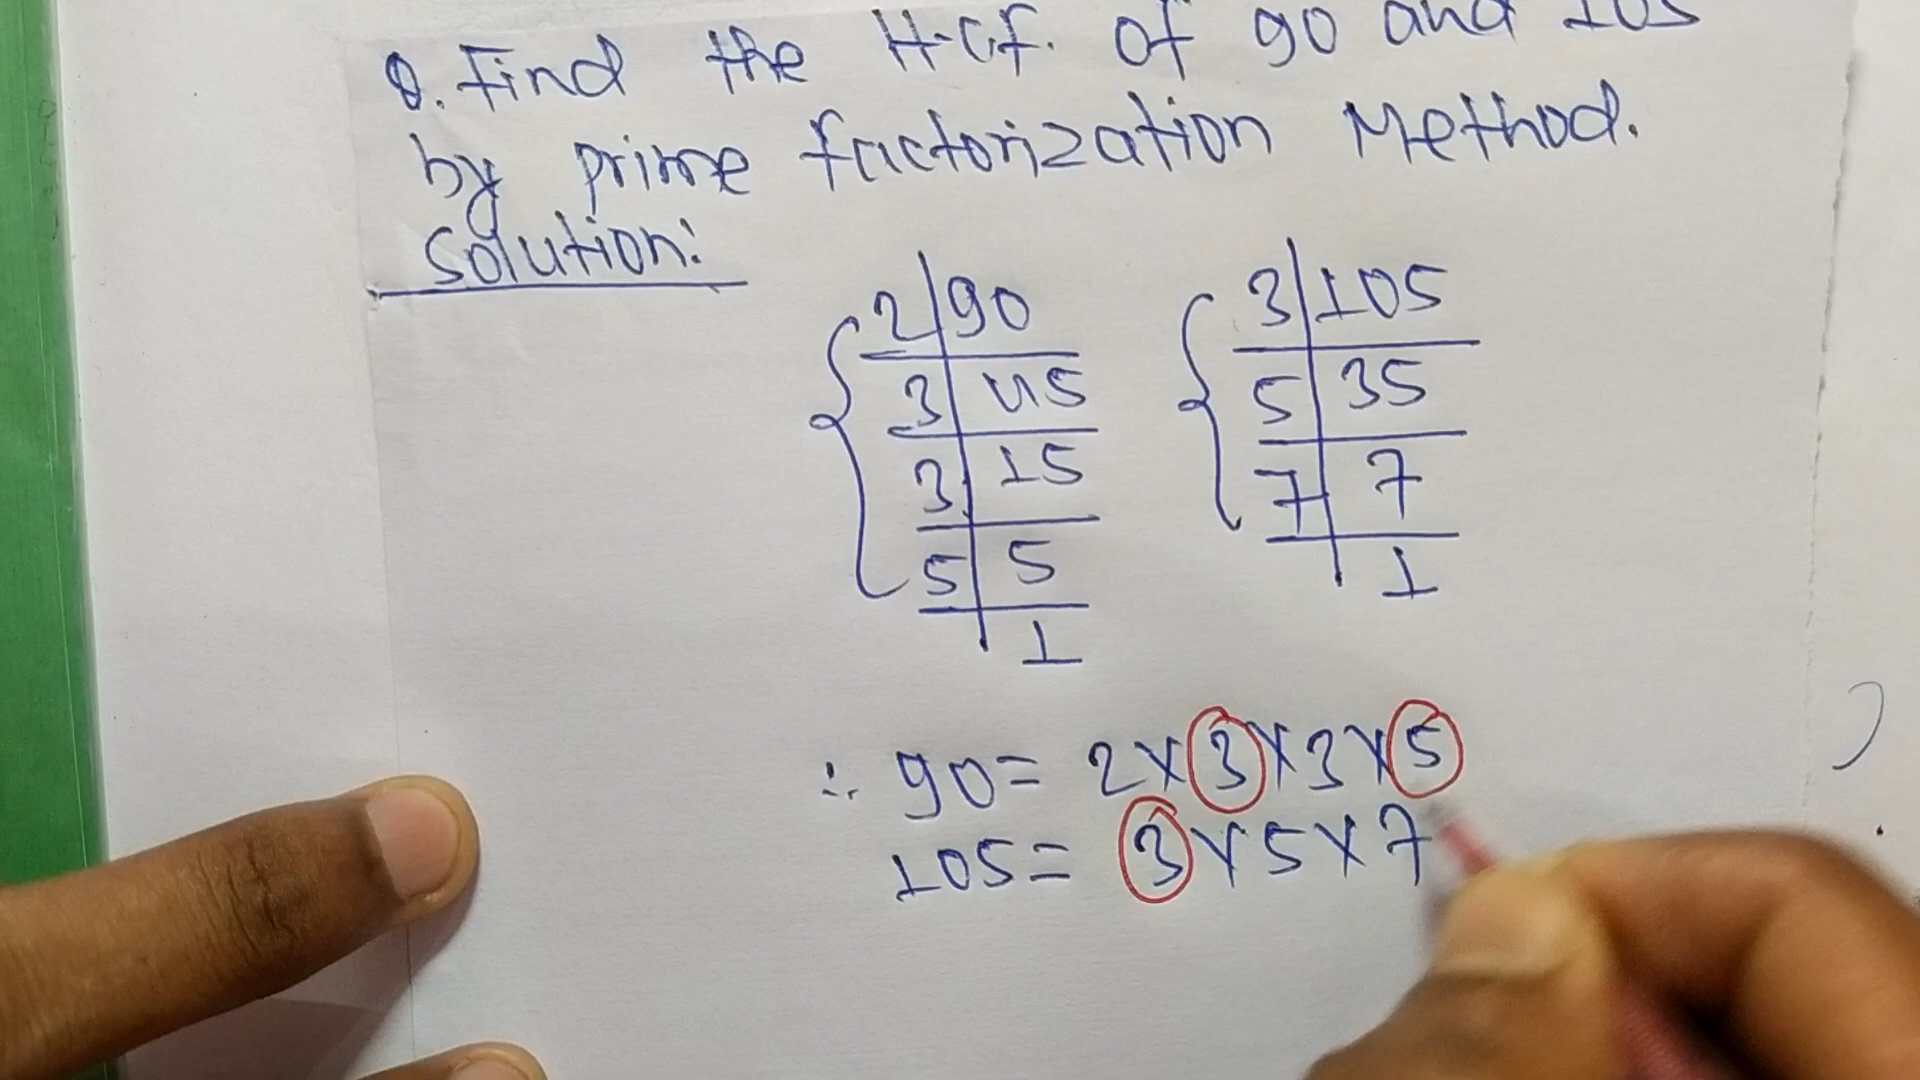 Q. Find the H.C.F. of 90 and 105
by prime factorization Method.
Solution:
2 90
3 45
3 15
5 5
1
3 105
5 35
7 7
1
∴ 90 = 2 × 3 × 3 × 5
105 = 3 × 5 × 7